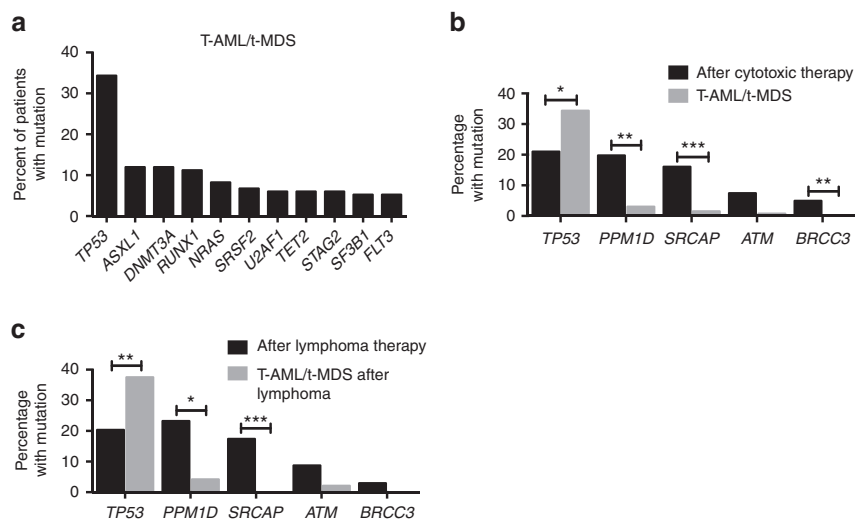 a
T-AML/t-MDS
Percent of patients
with mutation
40
30
20
10
0
TP53
ASXL1
DNMT3A
RUNX1
NRAS
SRSF2
U2AF1
TET2
STAG2
SF3B1
FLT3
b
After cytotoxic therapy
T-AML/t-MDS
Percentage
with mutation
40
30
20
10
0
*
**
***
**
TP53 PPM1D SRCAP ATM BRCC3
c
After lymphoma therapy
T-AML/t-MDS after
lymphoma
Percentage
with mutation
40
30
20
10
0
**
*
***
TP53 PPM1D SRCAP ATM BRCC3